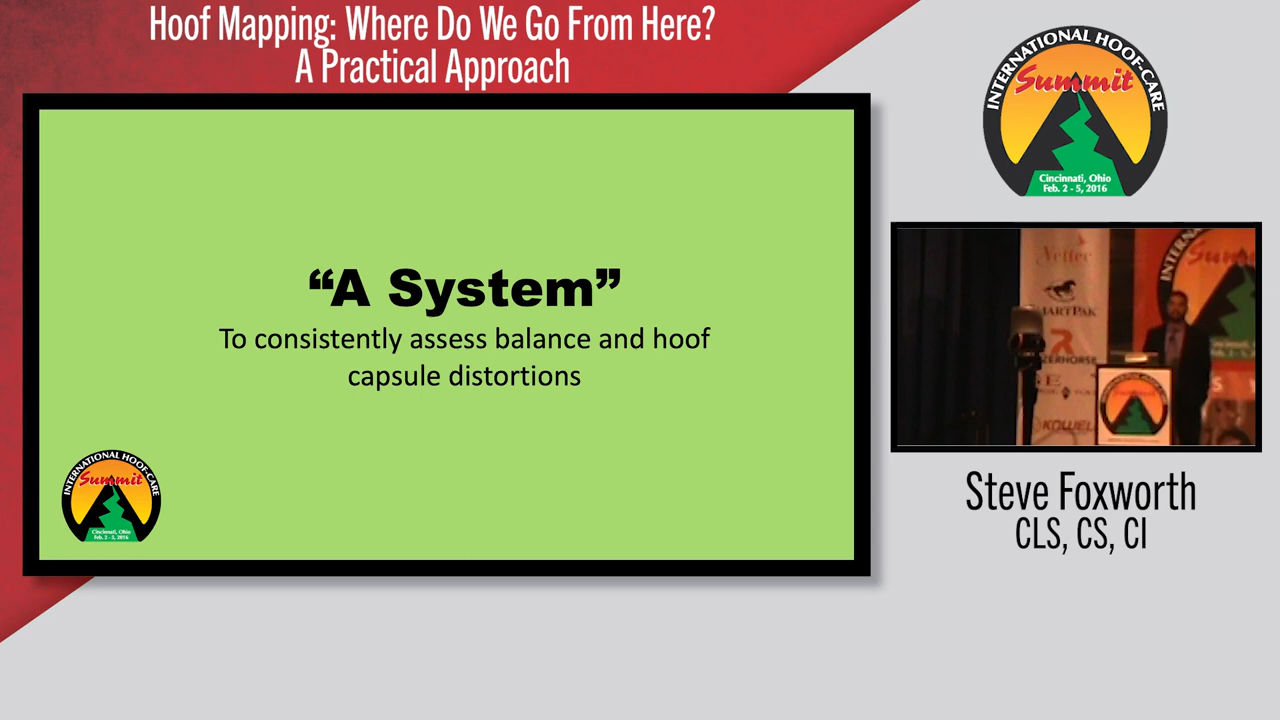 Hoof Mapping: Where Do We Go From Here?
A Practical Approach
INTERNATIONAL HOOF-CARE
Summit
Cincinnati, Ohio
Feb. 2 - 5, 2016
“A System”
To consistently assess balance and hoof
capsule distortions
INTERNATIONAL HOOF-CARE
Summit
Cincinnati, Ohio
Feb. 2 - 5, 2016
Vettec
Summit
Steve Foxworth
CLS, CS, CI